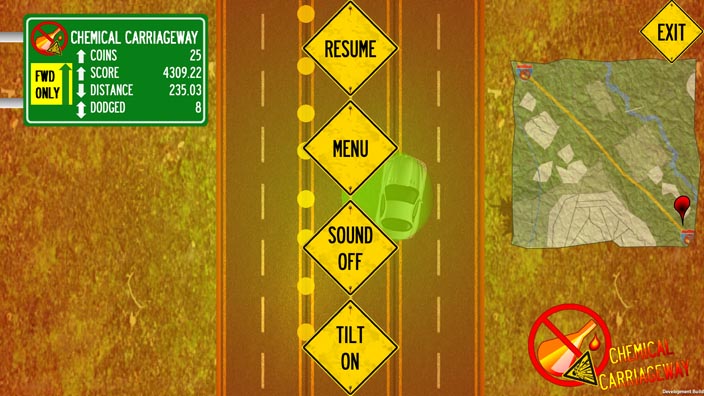 CHEMICAL CARRIAGEWAY
COINS 25
SCORE 4309.22
DISTANCE 235.03
DODGED 8
FWD
ONLY
RESUME
MENU
SOUND
OFF
TILT
ON
EXIT
CHEMICAL
CARRIAGEWAY
Development Build